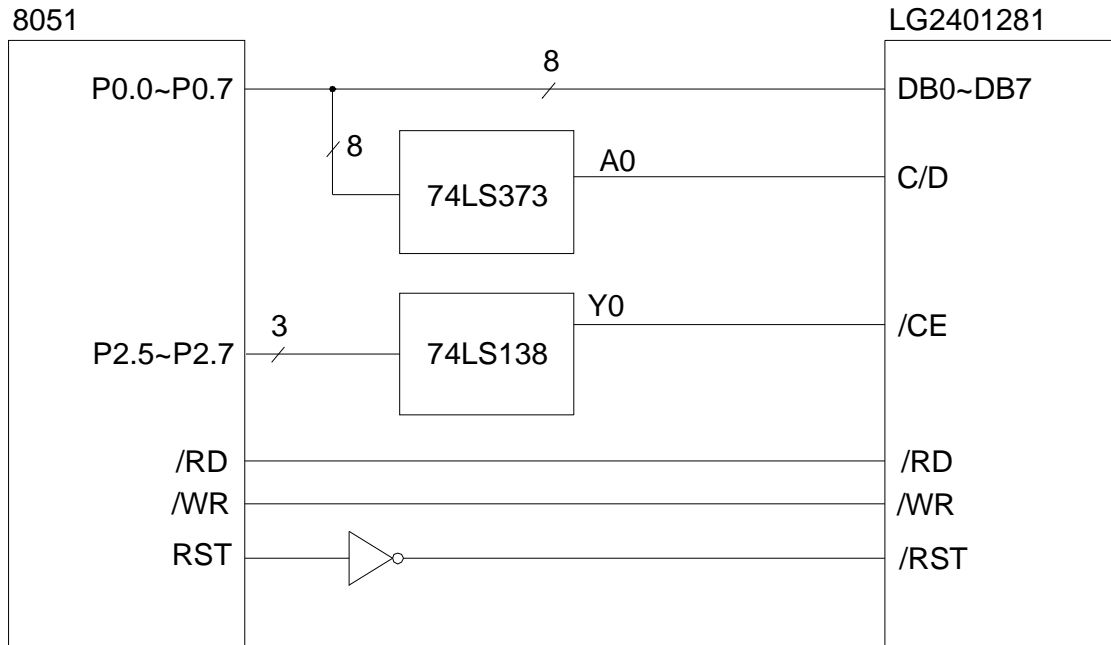 8051
LG2401281
P0.0~P0.7
8
DB0~DB7
8
A0
C/D
74LS373
Y0
/CE
3
P2.5~P2.7
74LS138
/RD
/RD
/WR
/WR
RST
/RST